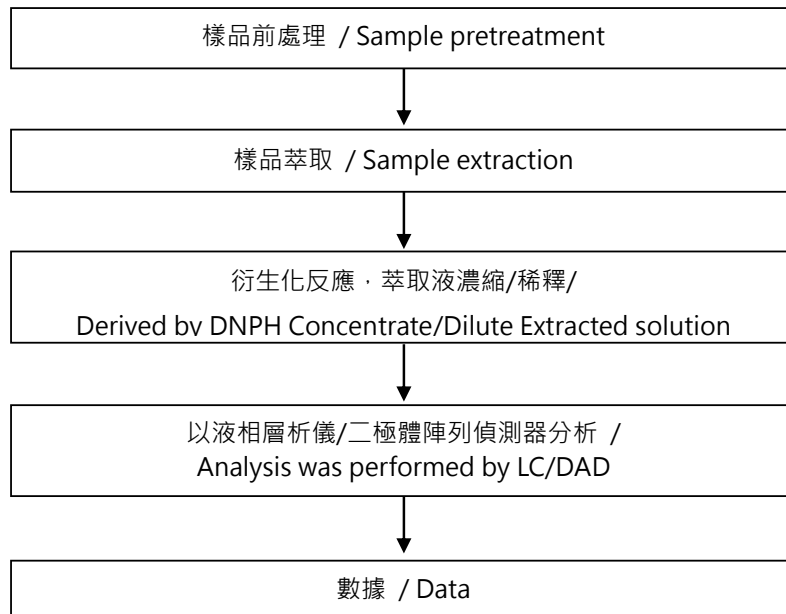 樣品前處理 / Sample pretreatment
樣品萃取 / Sample extraction
衍生化反應，萃取液濃縮/稀釋/
Derived by DNPH Concentrate/Dilute Extracted solution
以液相層析儀/二極體陣列偵測器分析 /
Analysis was performed by LC/DAD
數據 / Data